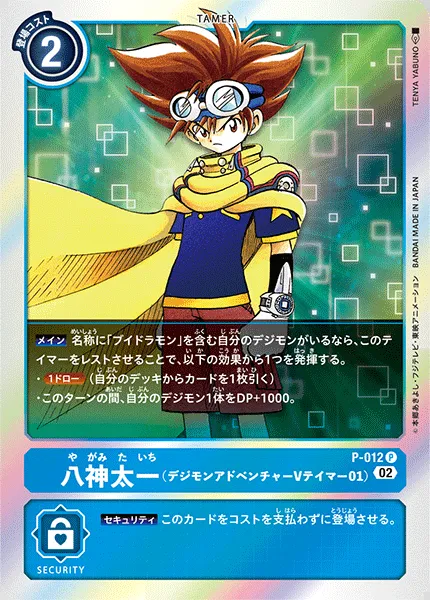 TAMER
登場コスト
2
TENYA YABUNO
BANDAI MADE IN JAPAN
©本郷あきよし・フジテレビ・東映アニメーション
メイン 名称に「ブイドラモン」を含む自分のデジモンがいるなら、このテ
イマーをレストさせることで、以下の効果から1つを発揮する。
・1ドロー（自分のデッキからカードを1枚引く）
・このターンの間、自分のデジモン1体をDP+1000。
P-012 P
八神太一（デジモンアドベンチャーVテイマー01）
02
セキュリティ このカードをコストを支払わずに登場させる。
SECURITY